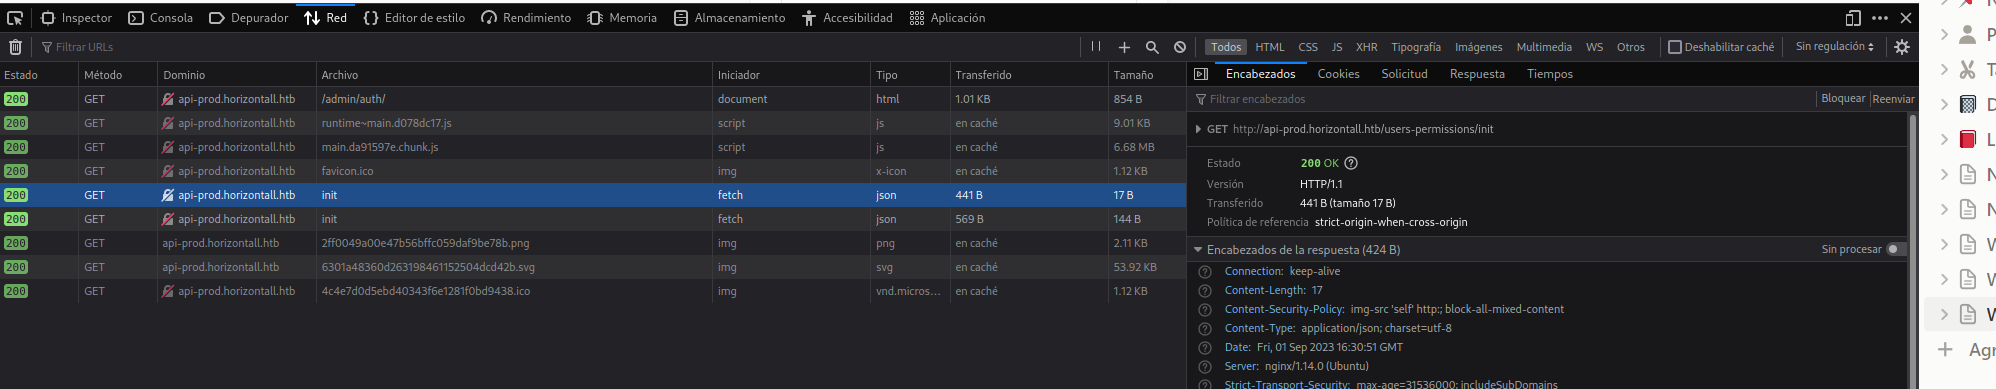 Inspector Consola Depurador Red Editor de estilo Rendimiento Memoria Almacenamiento Accesibilidad Aplicación
Filtrar URLs Todos HTML CSS JS XHR Tipografía Imágenes Multimedia WS Otros Deshabilitar caché Sin regulación
Estado Método Dominio Archivo Iniciador Tipo Transferido Tamaño
200 GET api-prod.horizontall.htb /admin/auth/ document html 1.01 KB 854 B
200 GET api-prod.horizontall.htb runtime~main.d078dc17.js script js en caché 9.01 KB
200 GET api-prod.horizontall.htb main.da91597e.chunk.js script js en caché 6.68 MB
200 GET api-prod.horizontall.htb favicon.ico img x-icon en caché 1.12 KB
200 GET api-prod.horizontall.htb init fetch json 441 B 17 B
200 GET api-prod.horizontall.htb init fetch json 569 B 144 B
200 GET api-prod.horizontall.htb 2ff0049a00e47b56bffc059daf9be78b.png img png en caché 2.11 KB
200 GET api-prod.horizontall.htb 6301a48360d263198461152504dcd42b.svg img svg en caché 53.92 KB
200 GET api-prod.horizontall.htb 4c4e7d0d5ebd40343f6e1281f0bd9438.ico img vnd.micros... en caché 1.12 KB
Encabezados Cookies Solicitud Respuesta Tiempos
Filtrar encabezados Bloquear Reenviar
GET http://api-prod.horizontall.htb/users-permissions/init
Estado 200 OK
Versión HTTP/1.1
Transferido 441 B (tamaño 17 B)
Política de referencia strict-origin-when-cross-origin
Encabezados de la respuesta (424 B) Sin procesar
Connection: keep-alive
Content-Length: 17
Content-Security-Policy: img-src 'self' http:; block-all-mixed-content
Content-Type: application/json; charset=utf-8
Date: Fri, 01 Sep 2023 16:30:51 GMT
Server: nginx/1.14.0 (Ubuntu)
Strict-Transport-Security: max-age=31536000; includeSubDomains
P
D
L
N
N
W
W
W
Agr